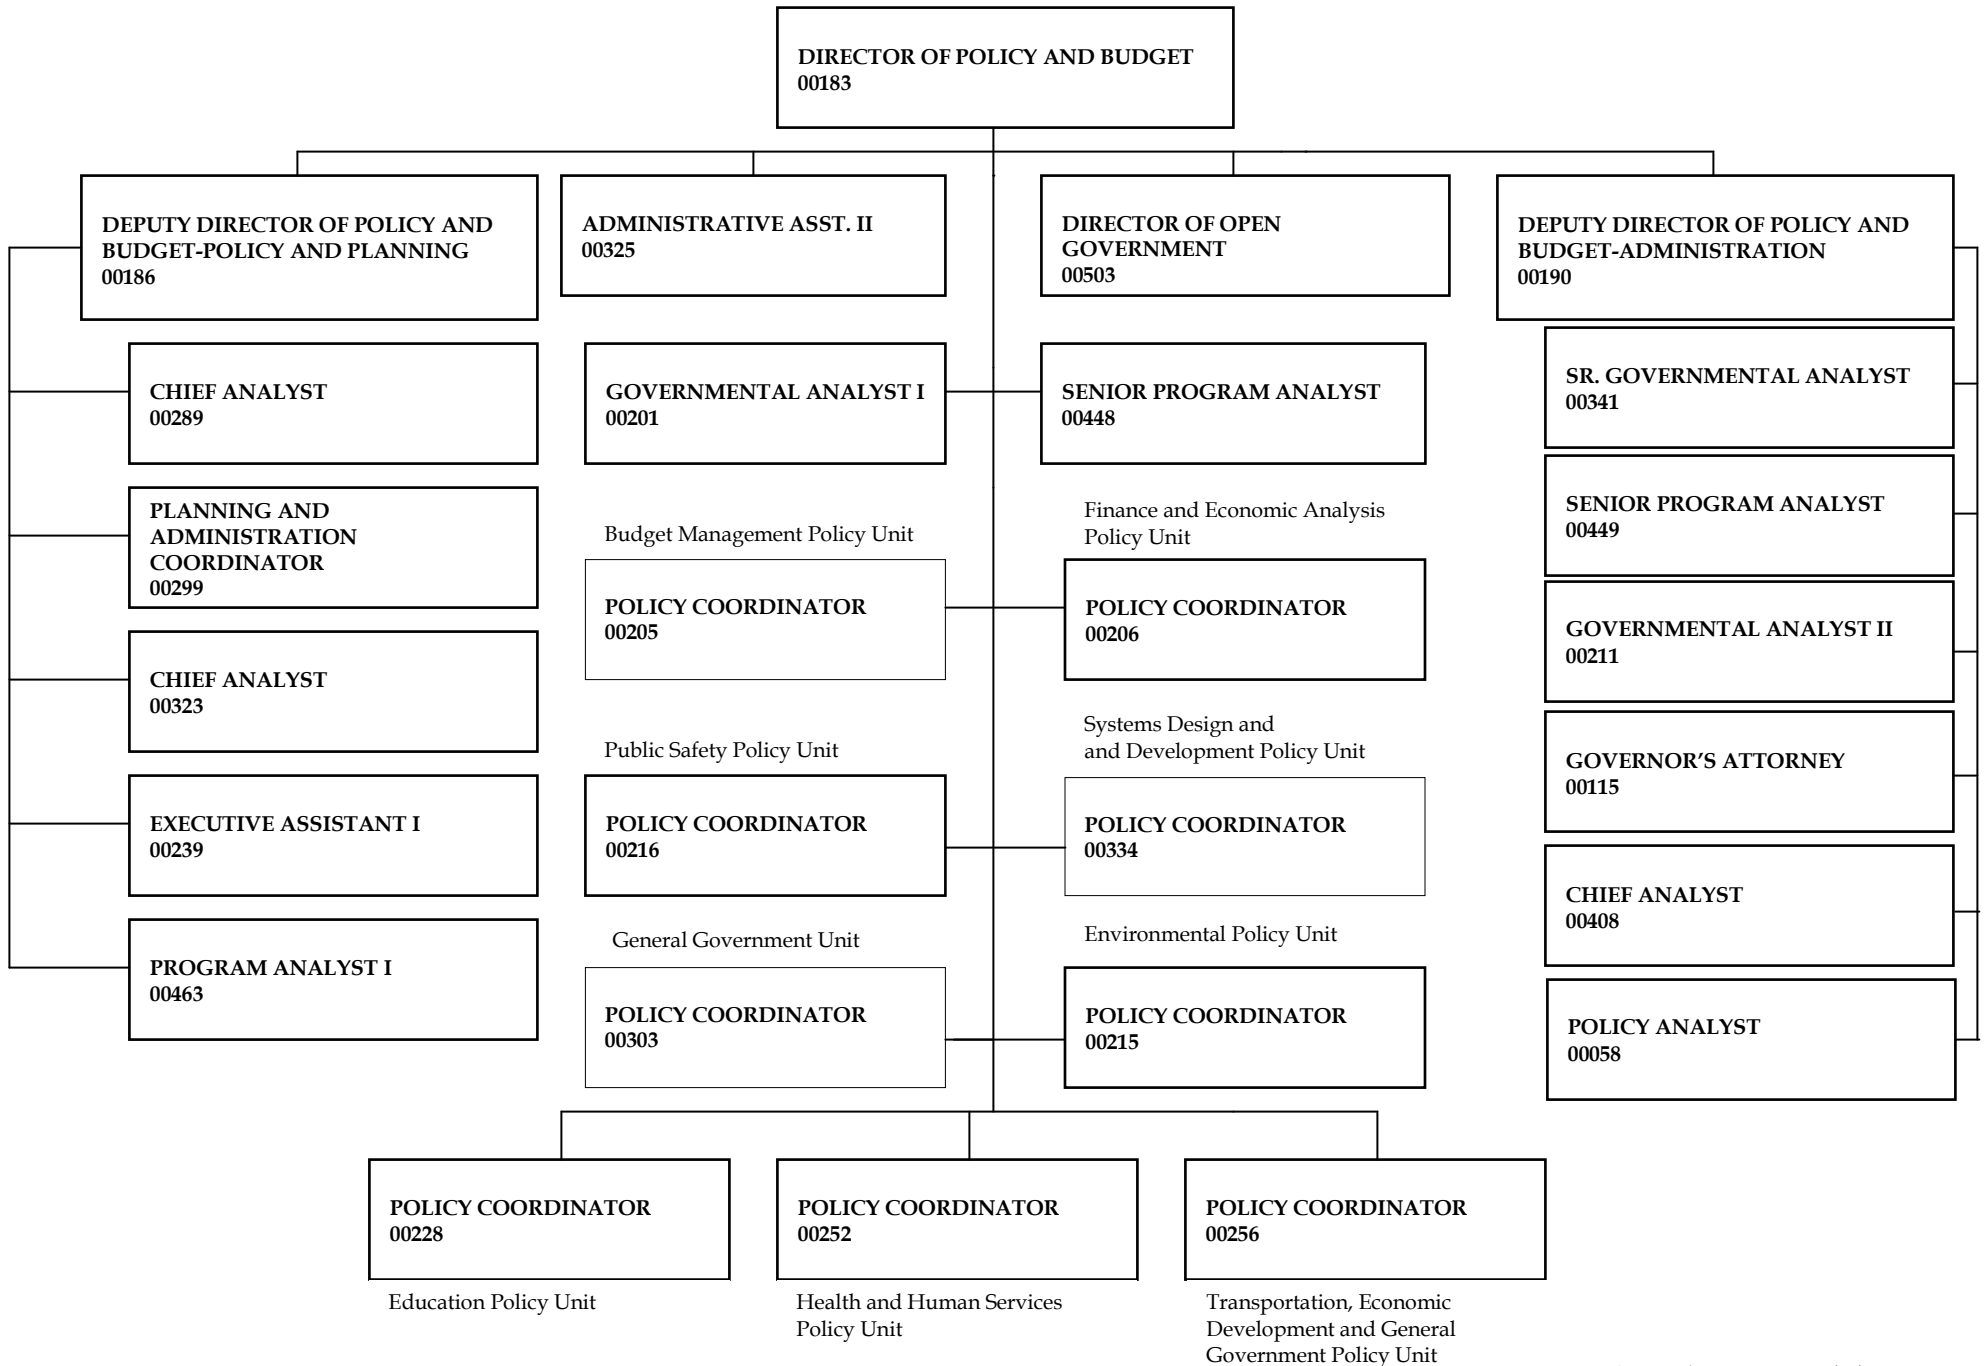 DIRECTOR OF POLICY AND BUDGET
00183
DEPUTY DIRECTOR OF POLICY AND
BUDGET-POLICY AND PLANNING
00186
ADMINISTRATIVE ASST. II
00325
DIRECTOR OF OPEN
GOVERNMENT
00503
DEPUTY DIRECTOR OF POLICY AND
BUDGET-ADMINISTRATION
00190
CHIEF ANALYST
00289
GOVERNMENTAL ANALYST I
00201
SENIOR PROGRAM ANALYST
00448
SR. GOVERNMENTAL ANALYST
00341
PLANNING AND
ADMINISTRATION
COORDINATOR
00299
Budget Management Policy Unit
POLICY COORDINATOR
00205
Finance and Economic Analysis
Policy Unit
POLICY COORDINATOR
00206
SENIOR PROGRAM ANALYST
00449
GOVERNMENTAL ANALYST II
00211
CHIEF ANALYST
00323
Public Safety Policy Unit
POLICY COORDINATOR
00216
Systems Design and
and Development Policy Unit
POLICY COORDINATOR
00334
GOVERNOR’S ATTORNEY
00115
EXECUTIVE ASSISTANT I
00239
CHIEF ANALYST
00408
PROGRAM ANALYST I
00463
General Government Unit
POLICY COORDINATOR
00303
Environmental Policy Unit
POLICY COORDINATOR
00215
POLICY ANALYST
00058
POLICY COORDINATOR
00228
Education Policy Unit
POLICY COORDINATOR
00252
Health and Human Services
Policy Unit
POLICY COORDINATOR
00256
Transportation, Economic
Development and General
Government Policy Unit